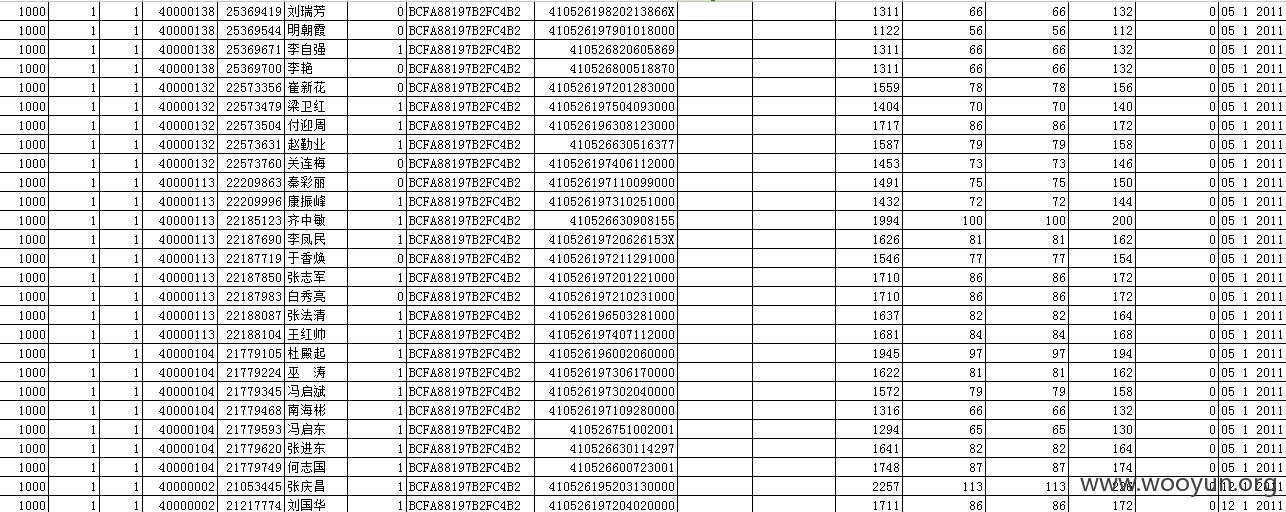 1000 1 1 40000138 25369419 刘瑞芳 0 BCFA88197B2FC4B2 41052619820213866X 1311 66 66 132 0 05 1 2011
1000 1 1 40000138 25369544 明朝霞 0 BCFA88197B2FC4B2 410526197901018000 1122 56 56 112 0 05 1 2011
1000 1 1 40000138 25369671 李自强 1 BCFA88197B2FC4B2 410526820605869 1311 66 66 132 0 05 1 2011
1000 1 1 40000138 25369700 李艳 0 BCFA88197B2FC4B2 410526800518870 1311 66 66 132 0 05 1 2011
1000 1 1 40000132 22573356 崔新花 0 BCFA88197B2FC4B2 410526197201283000 1559 78 78 156 0 05 1 2011
1000 1 1 40000132 22573479 梁卫红 1 BCFA88197B2FC4B2 410526197504093000 1404 70 70 140 0 05 1 2011
1000 1 1 40000132 22573504 付迎周 1 BCFA88197B2FC4B2 410526196308123000 1717 86 86 172 0 05 1 2011
1000 1 1 40000132 22573631 赵勤业 1 BCFA88197B2FC4B2 410526630516377 1587 79 79 158 0 05 1 2011
1000 1 1 40000132 22573760 关连梅 0 BCFA88197B2FC4B2 410526197406112000 1453 73 73 146 0 05 1 2011
1000 1 1 40000113 22209863 秦彩丽 0 BCFA88197B2FC4B2 410526197110099000 1491 75 75 150 0 05 1 2011
1000 1 1 40000113 22209996 康振峰 1 BCFA88197B2FC4B2 410526197310251000 1432 72 72 144 0 05 1 2011
1000 1 1 40000113 22185123 齐中敏 1 BCFA88197B2FC4B2 410526630908155 1994 100 100 200 0 05 1 2011
1000 1 1 40000113 22187690 李凤民 1 BCFA88197B2FC4B2 41052619720626153X 1626 81 81 162 0 05 1 2011
1000 1 1 40000113 22187719 于香焕 0 BCFA88197B2FC4B2 410526197211291000 1546 77 77 154 0 05 1 2011
1000 1 1 40000113 22187850 张志军 1 BCFA88197B2FC4B2 410526197201221000 1710 86 86 172 0 05 1 2011
1000 1 1 40000113 22187983 白秀亮 0 BCFA88197B2FC4B2 410526197210231000 1710 86 86 172 0 05 1 2011
1000 1 1 40000113 22188087 张法清 1 BCFA88197B2FC4B2 410526196503281000 1637 82 82 164 0 05 1 2011
1000 1 1 40000113 22188104 王红帅 1 BCFA88197B2FC4B2 410526197407112000 1681 84 84 168 0 05 1 2011
1000 1 1 40000104 21779105 杜殿起 1 BCFA88197B2FC4B2 410526196002060000 1945 97 97 194 0 05 1 2011
1000 1 1 40000104 21779224 巫 涛 1 BCFA88197B2FC4B2 410526197306170000 1622 81 81 162 0 05 1 2011
1000 1 1 40000104 21779345 冯启斌 1 BCFA88197B2FC4B2 410526197302040000 1572 79 79 158 0 05 1 2011
1000 1 1 40000104 21779468 南海彬 1 BCFA88197B2FC4B2 410526197109280000 1316 66 66 132 0 05 1 2011
1000 1 1 40000104 21779593 冯启东 1 BCFA88197B2FC4B2 410526751002001 1294 65 65 130 0 05 1 2011
1000 1 1 40000104 21779620 张进东 1 BCFA88197B2FC4B2 410526630114297 1641 82 82 164 0 05 1 2011
1000 1 1 40000104 21779749 何志国 1 BCFA88197B2FC4B2 410526600723001 1748 87 87 174 0 05 1 2011
1000 1 1 40000002 21053445 张庆昌 1 BCFA88197B2FC4B2 410526195203130000 2257 113 113 2011
www.wooyun.org
1000 1 1 40000002 21217774 刘国华 1 BCFA88197B2FC4B2 410526197204020000 1711 86 86 172 0 12 1 2011